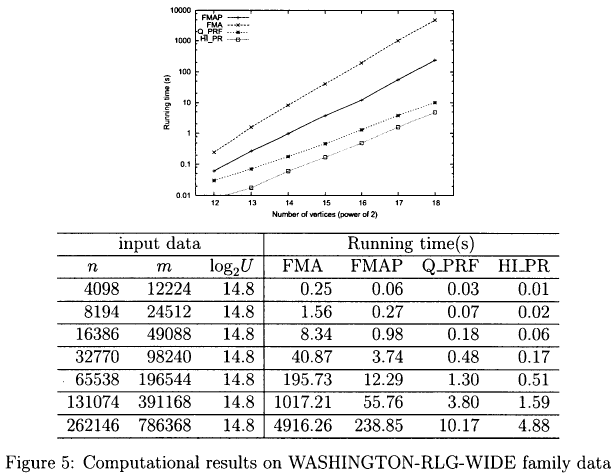 10000
1000
100
10
1
0.1
0.01
Running time (s)
FMAP
FMA
Q_PRF
HI_PR
12 13 14 15 16 17 18
Number of vertices (power of 2)
input data Running time(s)
n m log₂U FMA FMAP Q_PRF HI_PR
4098 12224 14.8 0.25 0.06 0.03 0.01
8194 24512 14.8 1.56 0.27 0.07 0.02
16386 49088 14.8 8.34 0.98 0.18 0.06
32770 98240 14.8 40.87 3.74 0.48 0.17
65538 196544 14.8 195.73 12.29 1.30 0.51
131074 391168 14.8 1017.21 55.76 3.80 1.59
262146 786368 14.8 4916.26 238.85 10.17 4.88
Figure 5: Computational results on WASHINGTON-RLG-WIDE family data